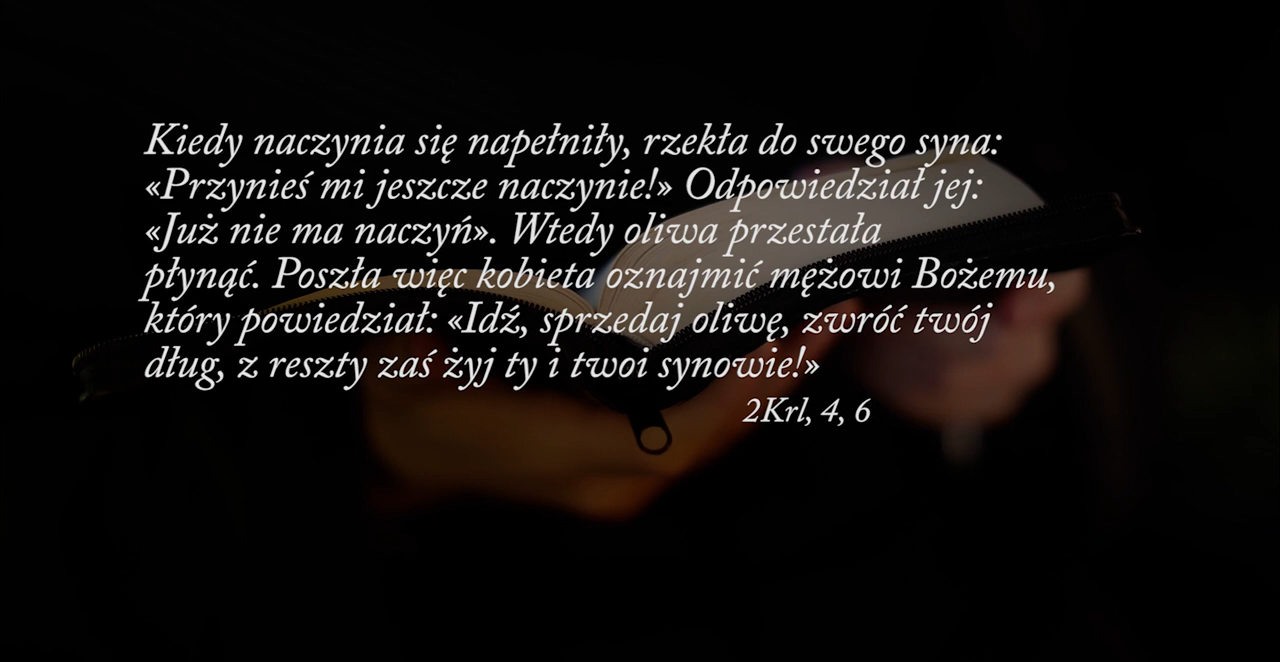 Kiedy naczynia się napełniły, rzekła do swego syna:
«Przynieś mi jeszcze naczynie!» Odpowiedział jej:
«Już nie ma naczyń». Wtedy oliwa przestała
płynąć. Poszła więc kobieta oznajmić mężowi Bożemu,
który powiedział: «Idź, sprzedaj oliwę, zwróć twój
dług, z reszty zaś żyj ty i twoi synowie!»
2Krl, 4, 6